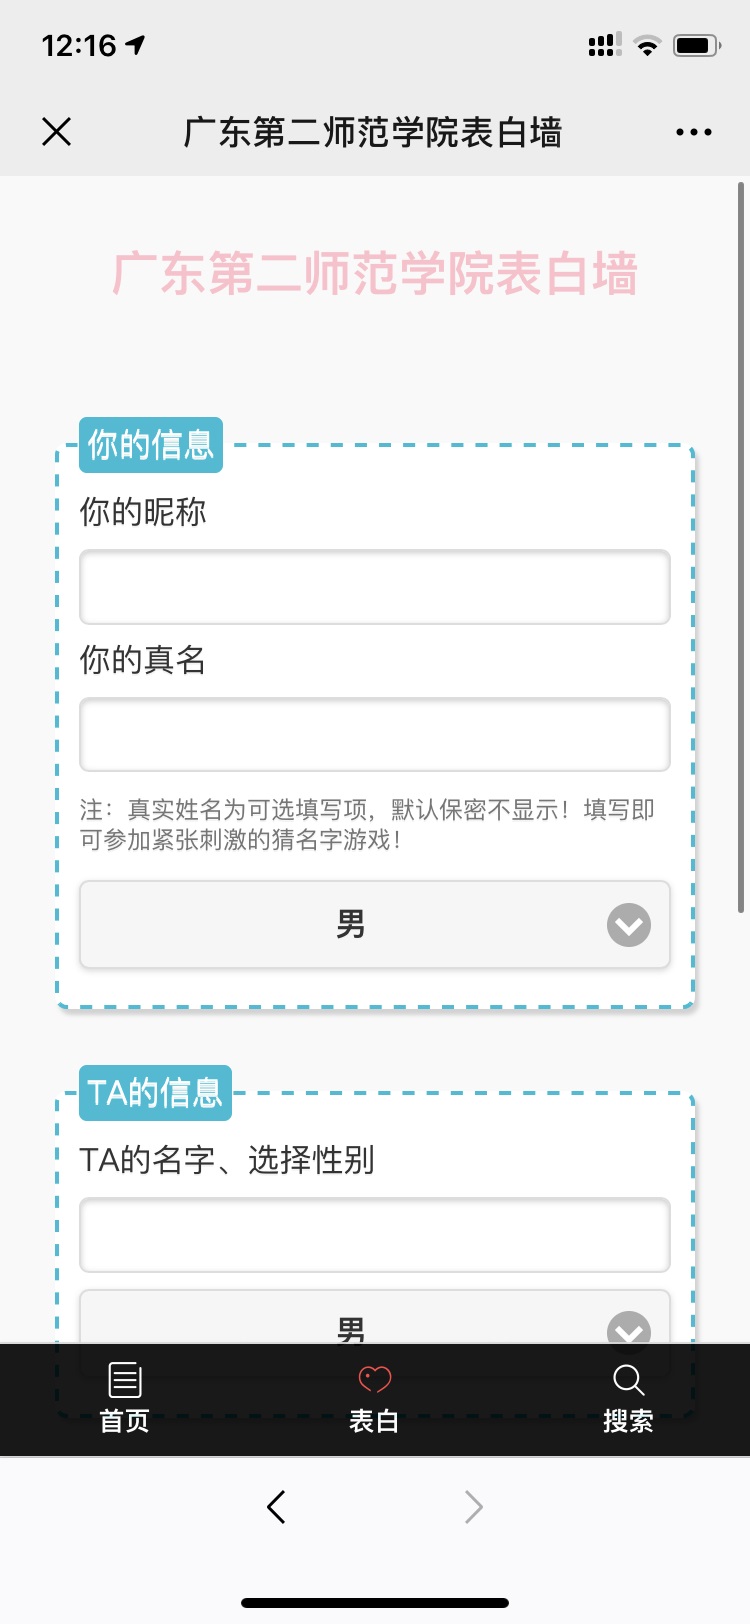 12:16
广东第二师范学院表白墙
广东第二师范学院表白墙
你的信息
你的昵称
你的真名
注：真实姓名为可选填写项，默认保密不显示！填写即
可参加紧张刺激的猜名字游戏！
男
TA的信息
TA的名字、选择性别
男
首页
表白
搜索